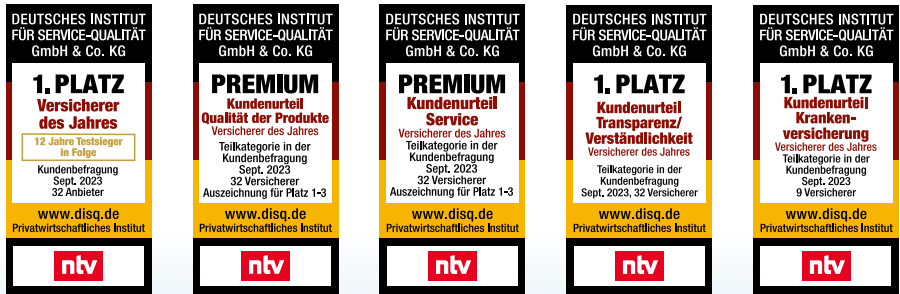 DEUTSCHES INSTITUT
FÜR SERVICE-QUALITÄT
GmbH & Co. KG
1. PLATZ
Versicherer
des Jahres
12 Jahre Testsieger
in Folge
Kundenbefragung
Sept. 2023
32 Anbieter
www.disq.de
Privatwirtschaftliches Institut
ntv
DEUTSCHES INSTITUT
FÜR SERVICE-QUALITÄT
GmbH & Co. KG
PREMIUM
Kundenurteil
Qualität der Produkte
Versicherer des Jahres
Teilkategorie in der
Kundenbefragung
Sept. 2023
32 Versicherer
Auszeichnung für Platz 1-3
www.disq.de
Privatwirtschaftliches Institut
ntv
DEUTSCHES INSTITUT
FÜR SERVICE-QUALITÄT
GmbH & Co. KG
PREMIUM
Kundenurteil
Service
Versicherer des Jahres
Teilkategorie in der
Kundenbefragung
Sept. 2023
32 Versicherer
Auszeichnung für Platz 1-3
www.disq.de
Privatwirtschaftliches Institut
ntv
DEUTSCHES INSTITUT
FÜR SERVICE-QUALITÄT
GmbH & Co. KG
1. PLATZ
Kundenurteil
Transparenz/
Verständlichkeit
Versicherer des Jahres
Teilkategorie in der
Kundenbefragung
Sept. 2023, 32 Versicherer
www.disq.de
Privatwirtschaftliches Institut
ntv
DEUTSCHES INSTITUT
FÜR SERVICE-QUALITÄT
GmbH & Co. KG
1. PLATZ
Kundenurteil
Kranken-
versicherung
Versicherer des Jahres
Teilkategorie in der
Kundenbefragung
Sept. 2023
9 Versicherer
www.disq.de
Privatwirtschaftliches Institut
ntv